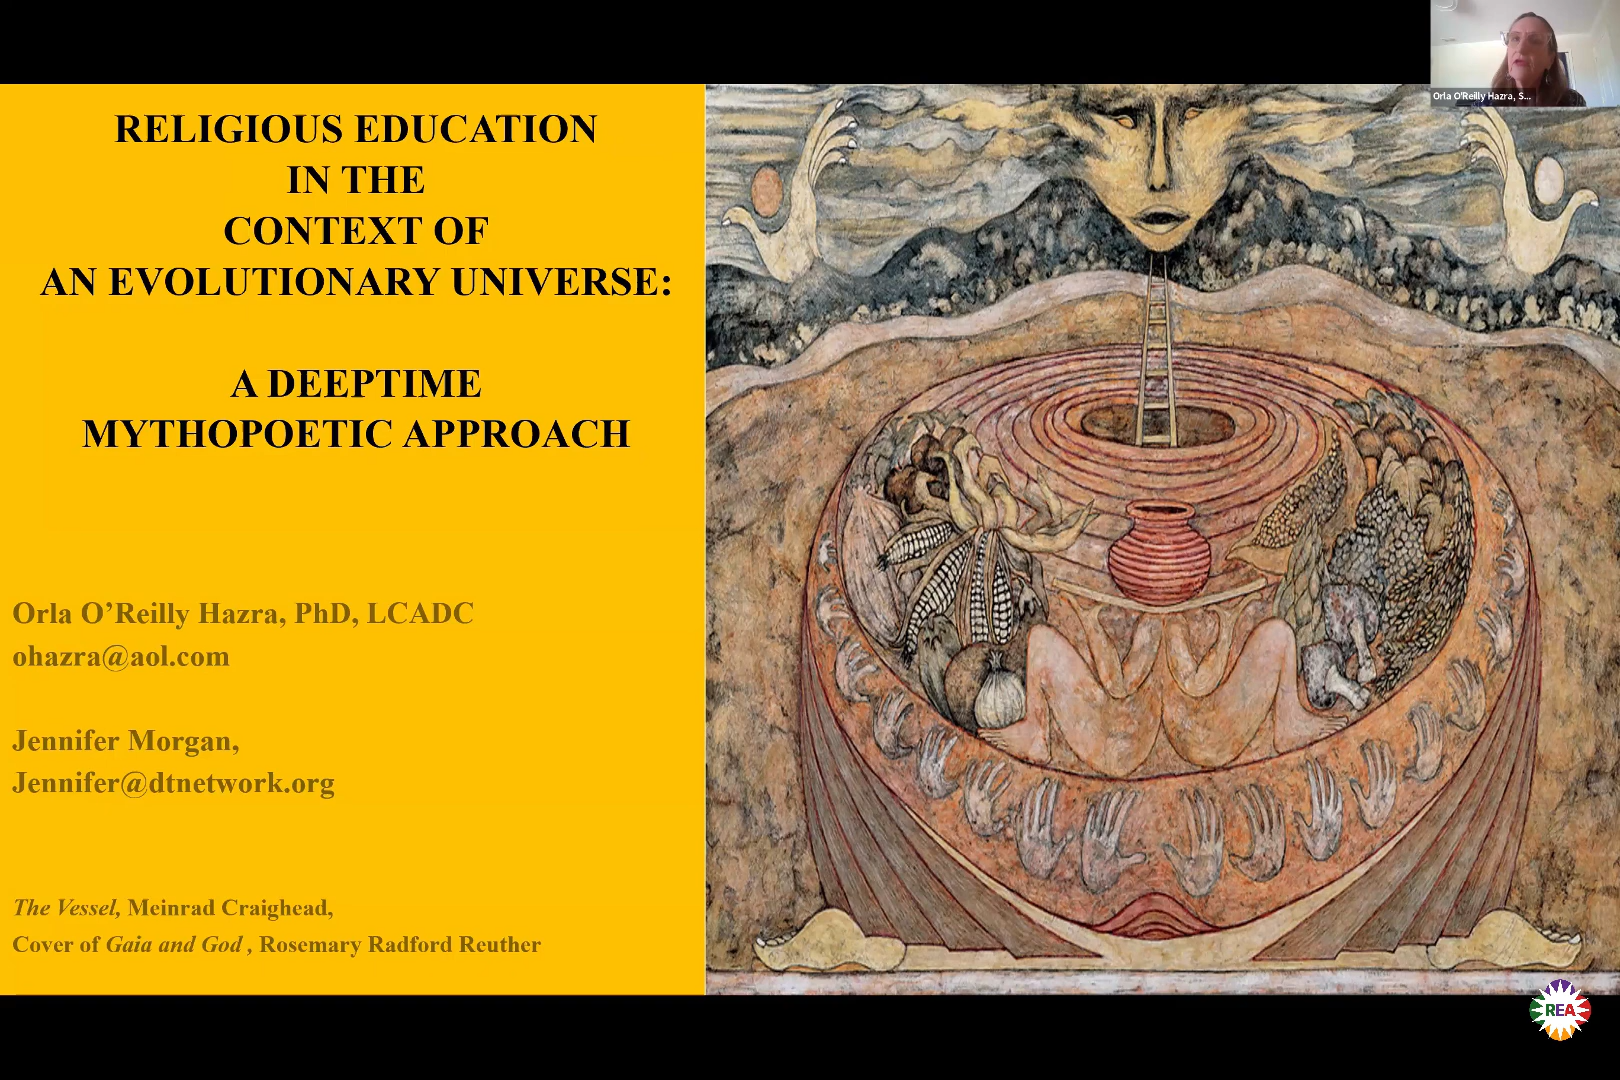 Orla O'Reilly Hazra, S...
RELIGIOUS EDUCATION
IN THE
CONTEXT OF
AN EVOLUTIONARY UNIVERSE:
A DEEPTIME
MYTHOPOETIC APPROACH
Orla O’Reilly Hazra, PhD, LCADC
ohazra@aol.com
Jennifer Morgan,
Jennifer@dtnetwork.org
The Vessel, Meinrad Craighead,
Cover of Gaia and God , Rosemary Radford Reuther
REA